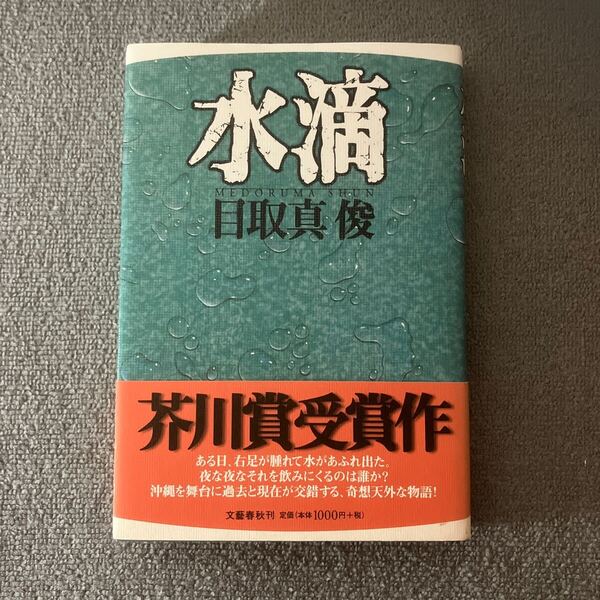 水滴
MEDORUMA SHUN
目取真 俊
芥川賞受賞作
ある日、右足が腫れて水があふれ出た。
夜な夜なそれを飲みにくるのは誰か?
沖縄を舞台に過去と現在が交錯する、奇想天外な物語!
文藝春秋刊 定価(本体1000円+税)